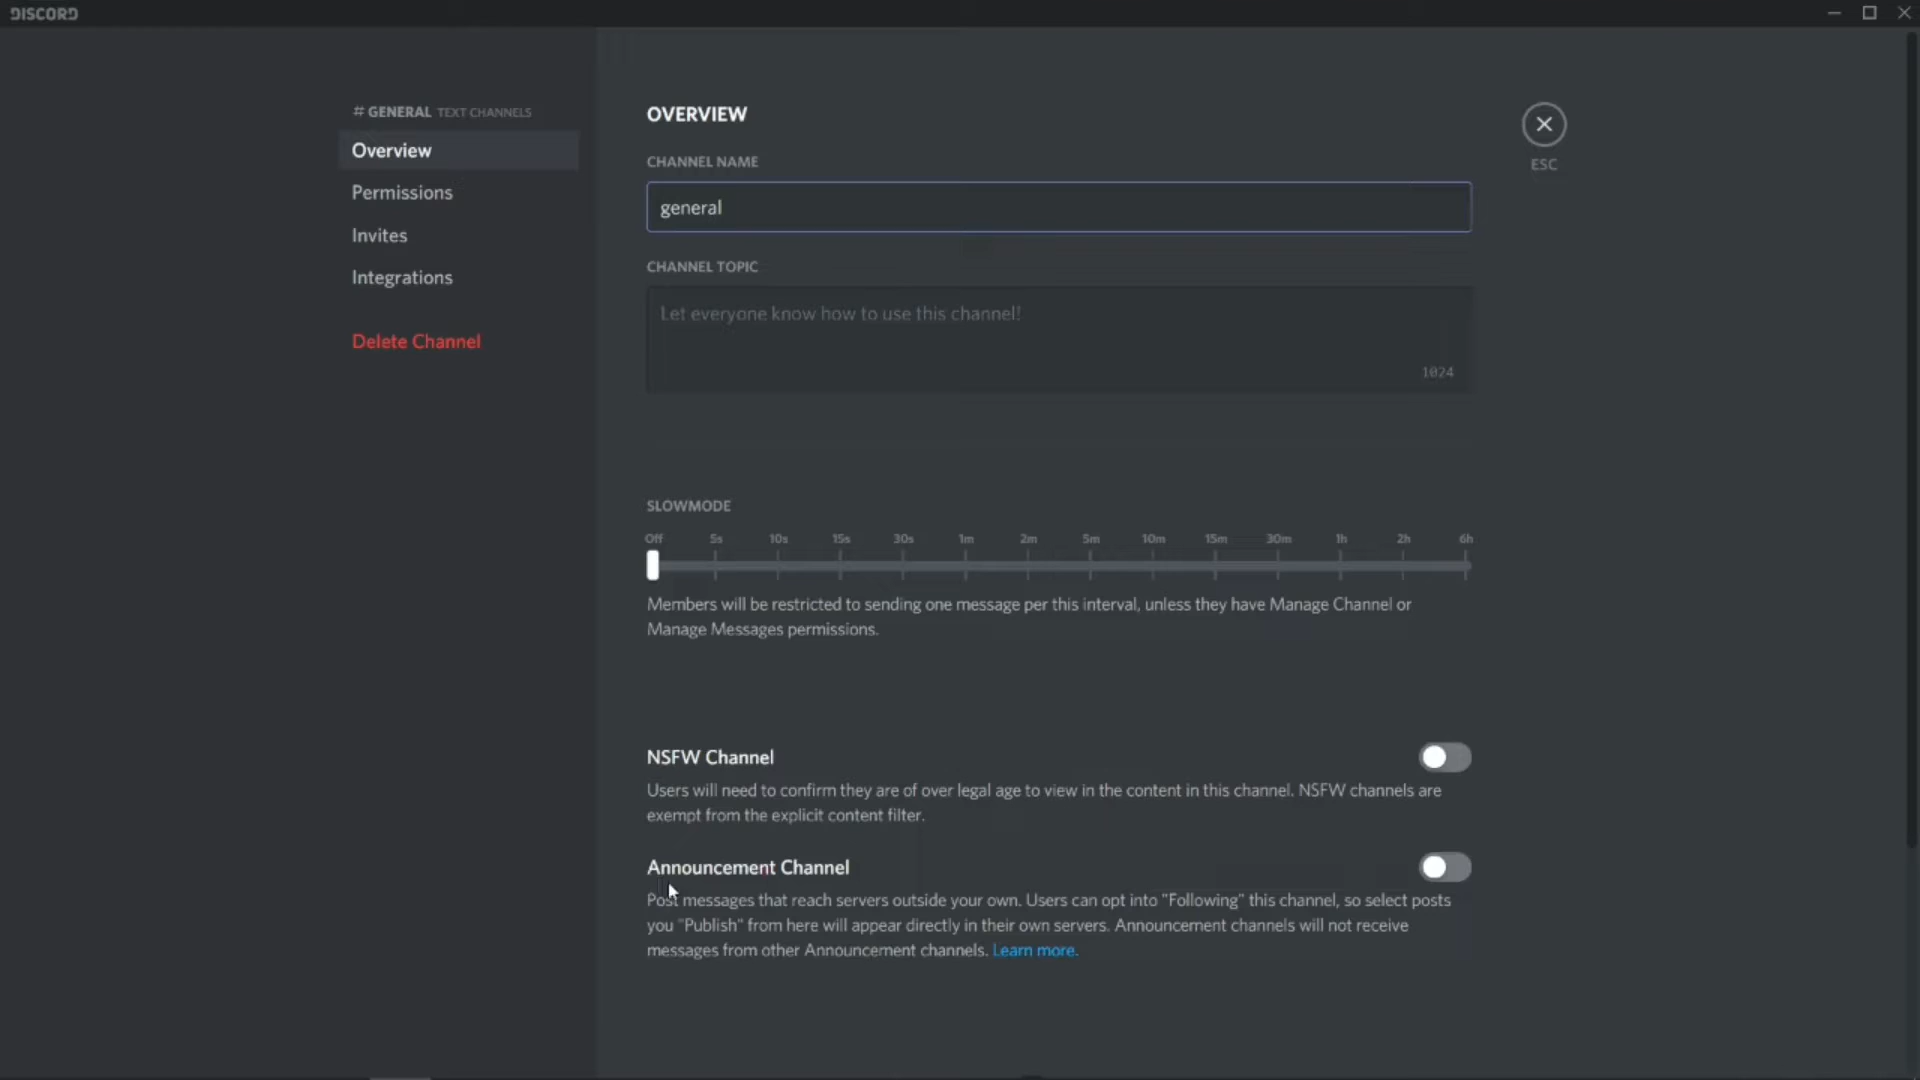 DISCORD
# GENERAL TEXT CHANNELS
Overview
Permissions
Invites
Integrations
Delete Channel
OVERVIEW
ESC
CHANNEL NAME
general
CHANNEL TOPIC
Let everyone know how to use this channel!
1024
SLOWMODE
Off 5s 10s 15s 30s 1m 2m 5m 10m 15m 30m 1h 2h 6h
Members will be restricted to sending one message per this interval, unless they have Manage Channel or
Manage Messages permissions.
NSFW Channel
Users will need to confirm they are of over legal age to view in the content in this channel. NSFW channels are
exempt from the explicit content filter.
Announcement Channel
Post messages that reach servers outside your own. Users can opt into "Following" this channel, so select posts
you "Publish" from here will appear directly in their own servers. Announcement channels will not receive
messages from other Announcement channels. Learn more.